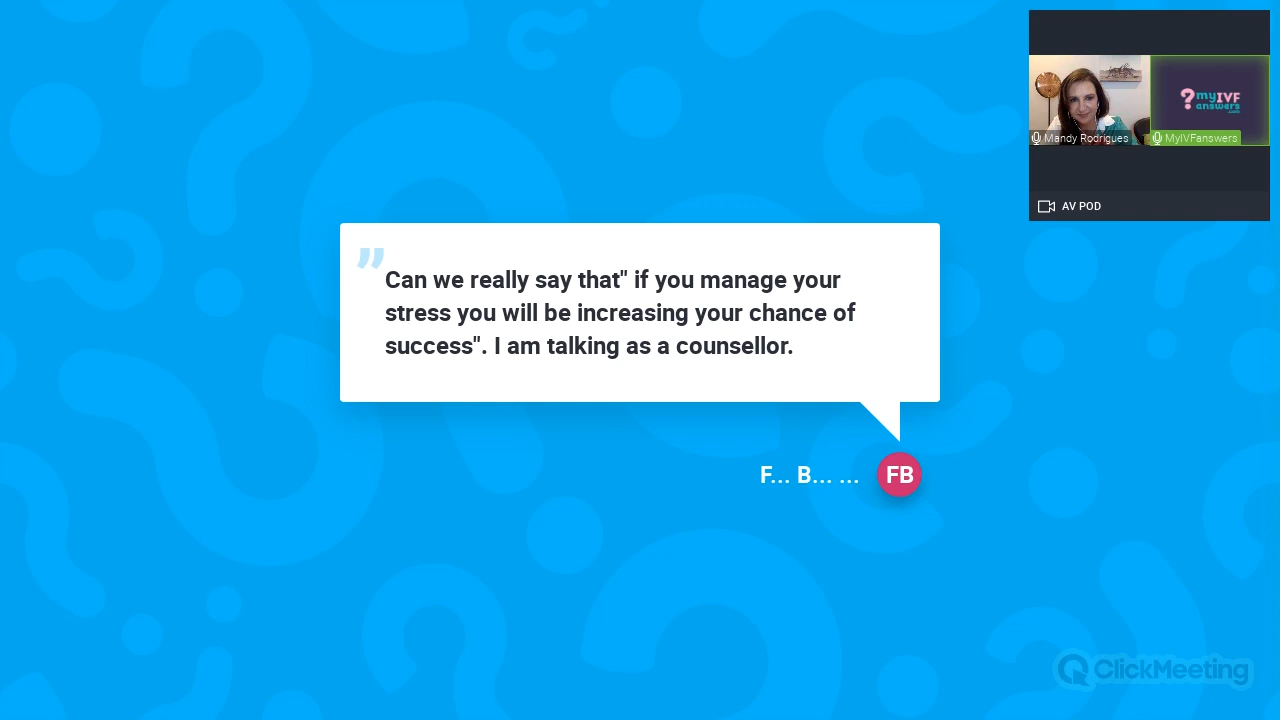 ?myIVF
answers
.com
Mandy Rodrigues
MyIVFanswers
AV POD
”
Can we really say that" if you manage your
stress you will be increasing your chance of
success". I am talking as a counsellor.
F... B... ...
FB
ClickMeeting